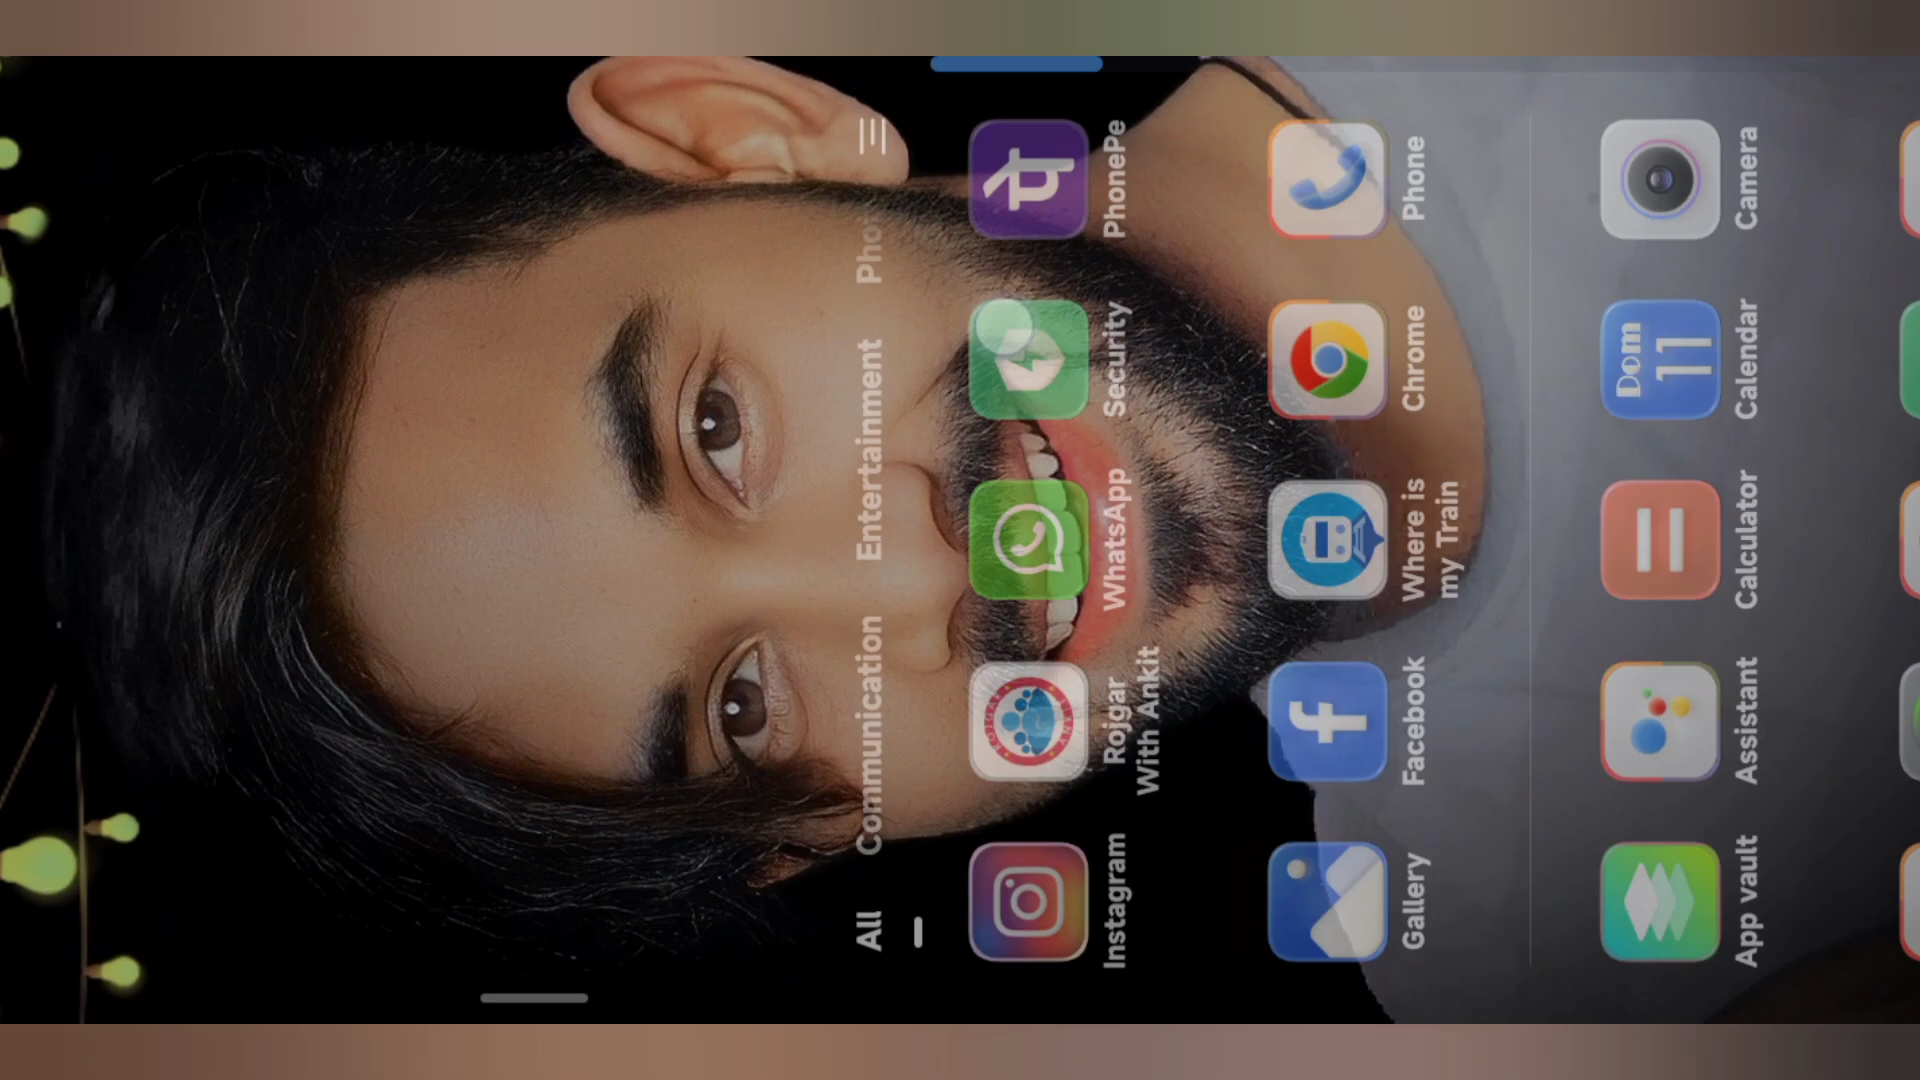 All Communication Entertainment Pho
Instagram Rojgar WhatsApp Security PhonePe
With Ankit
f
Gallery Facebook Where is Chrome Phone
my Train
Dom
11
App vault Assistant Calculator Calendar Camera